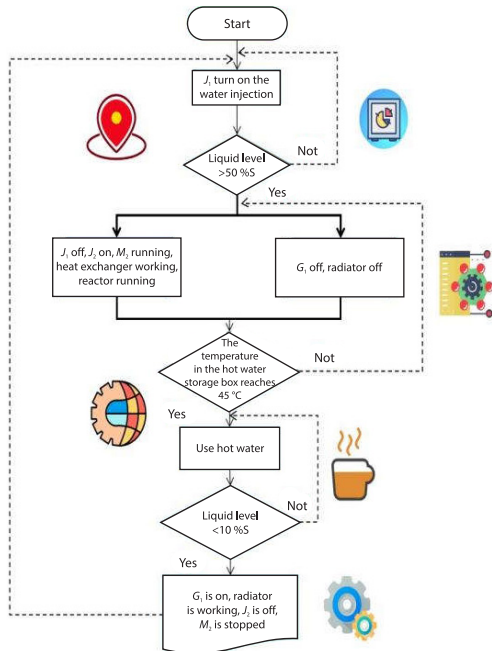 Start
J₁ turn on the
water injection
Liquid level
>50 %S
Not
Yes
J₁ off, J₂ on, M₂ running,
heat exchanger working,
reactor running
G₁ off, radiator off
The
temperature
in the hot water
storage box reaches
45 °C
Not
Yes
Use hot water
Liquid level
<10 %S
Not
Yes
G₁ is on, radiator
is working, J₂ is off,
M₂ is stopped